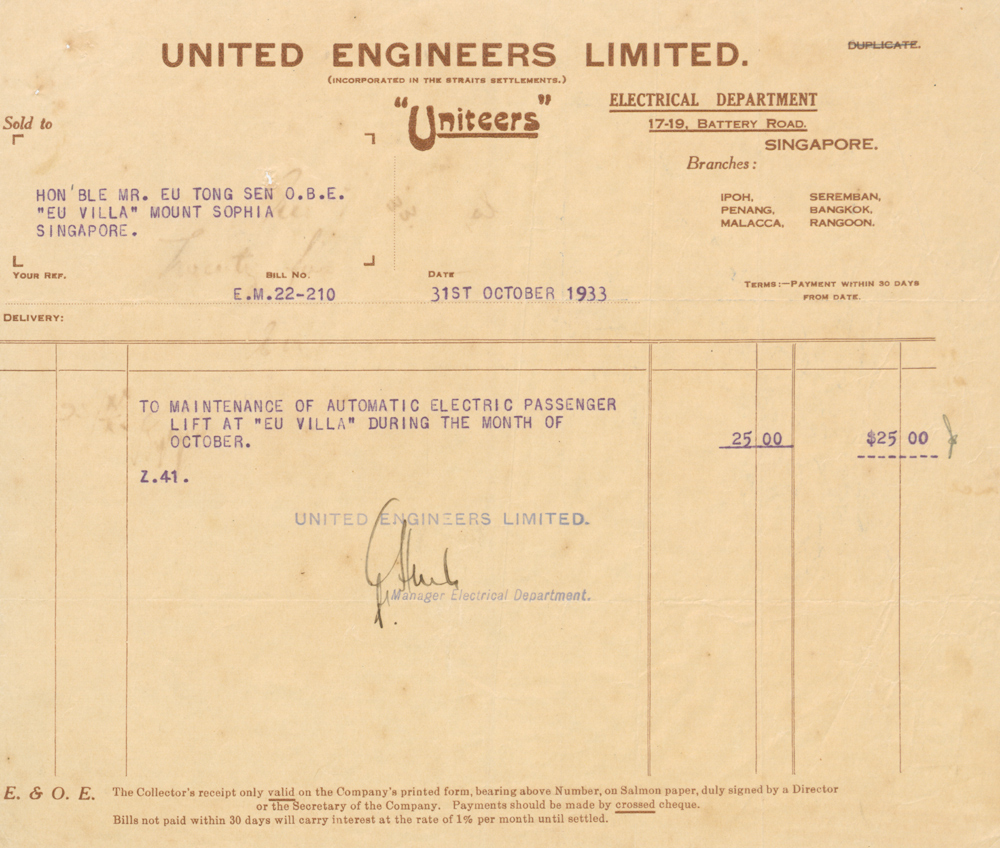 DUPLICATE.
UNITED ENGINEERS LIMITED.
(INCORPORATED IN THE STRAITS SETTLEMENTS.)
"Uniteers"
ELECTRICAL DEPARTMENT
17-19, BATTERY ROAD.
SINGAPORE.
Branches:
IPOH, SEREMBAN,
PENANG, BANGKOK,
MALACCA, RANGOON.
Sold to
HON'BLE MR. EU TONG SEN O.B.E.
"EU VILLA" MOUNT SOPHIA
SINGAPORE.
YOUR REF. BILL NO. DATE
E.M.22-210 31ST OCTOBER 1933
TERMS:—PAYMENT WITHIN 30 DAYS
FROM DATE.
DELIVERY:
TO MAINTENANCE OF AUTOMATIC ELECTRIC PASSENGER
LIFT AT "EU VILLA" DURING THE MONTH OF
OCTOBER. 25 00 $25 00
Z.41.
UNITED ENGINEERS LIMITED.
Manager Electrical Department.
E. & O. E. The Collector's receipt only valid on the Company's printed form, bearing above Number, on Salmon paper, duly signed by a Director
or the Secretary of the Company. Payments should be made by crossed cheque.
Bills not paid within 30 days will carry interest at the rate of 1% per month until settled.